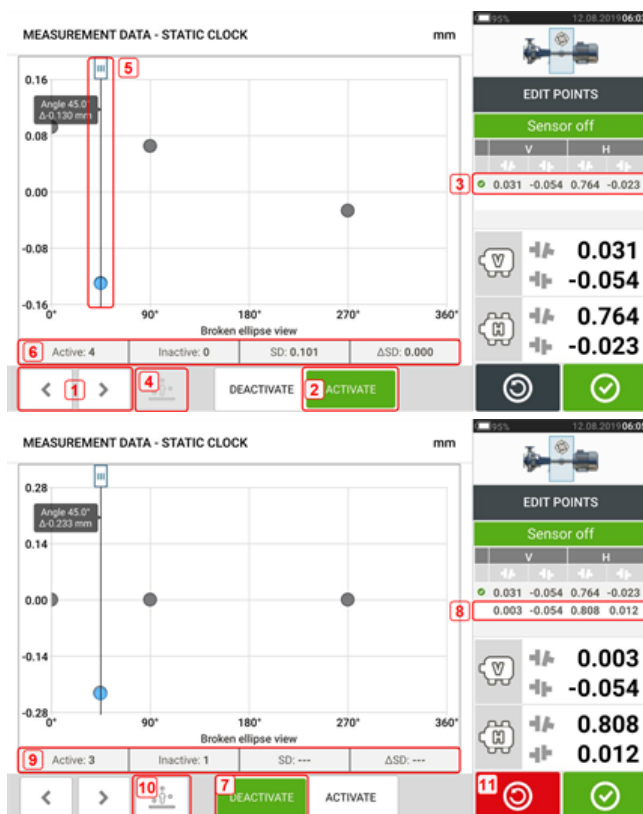 95% 12.08.2019 06:02
MEASUREMENT DATA - STATIC CLOCK mm
5
0.16
EDIT POINTS
Angle 45.0°
Δ-0.130 mm
0.08
Sensor off
V H
3 0.031 -0.054 0.764 -0.023
0.00
V 0.031
-0.054
-0.08
H 0.764
-0.023
-0.16
0° 90° 180° 270° 360°
Broken ellipse view
6 Active: 4 Inactive: 0 SD: 0.101 ΔSD: 0.000
1 4 DEACTIVATE 2 ACTIVATE
95% 12.08.2019 06:05
MEASUREMENT DATA - STATIC CLOCK mm
0.28
EDIT POINTS
Angle 45.0°
Δ-0.233 mm
0.14
Sensor off
V H
0.031 -0.054 0.764 -0.023
8 0.003 -0.054 0.808 0.012
0.00
V 0.003
-0.054
-0.14
H 0.808
0.012
-0.28
0° 90° 180° 270° 360°
Broken ellipse view
9 Active: 3 Inactive: 1 SD: --- ΔSD: ---
10 7 DEACTIVATE ACTIVATE 11